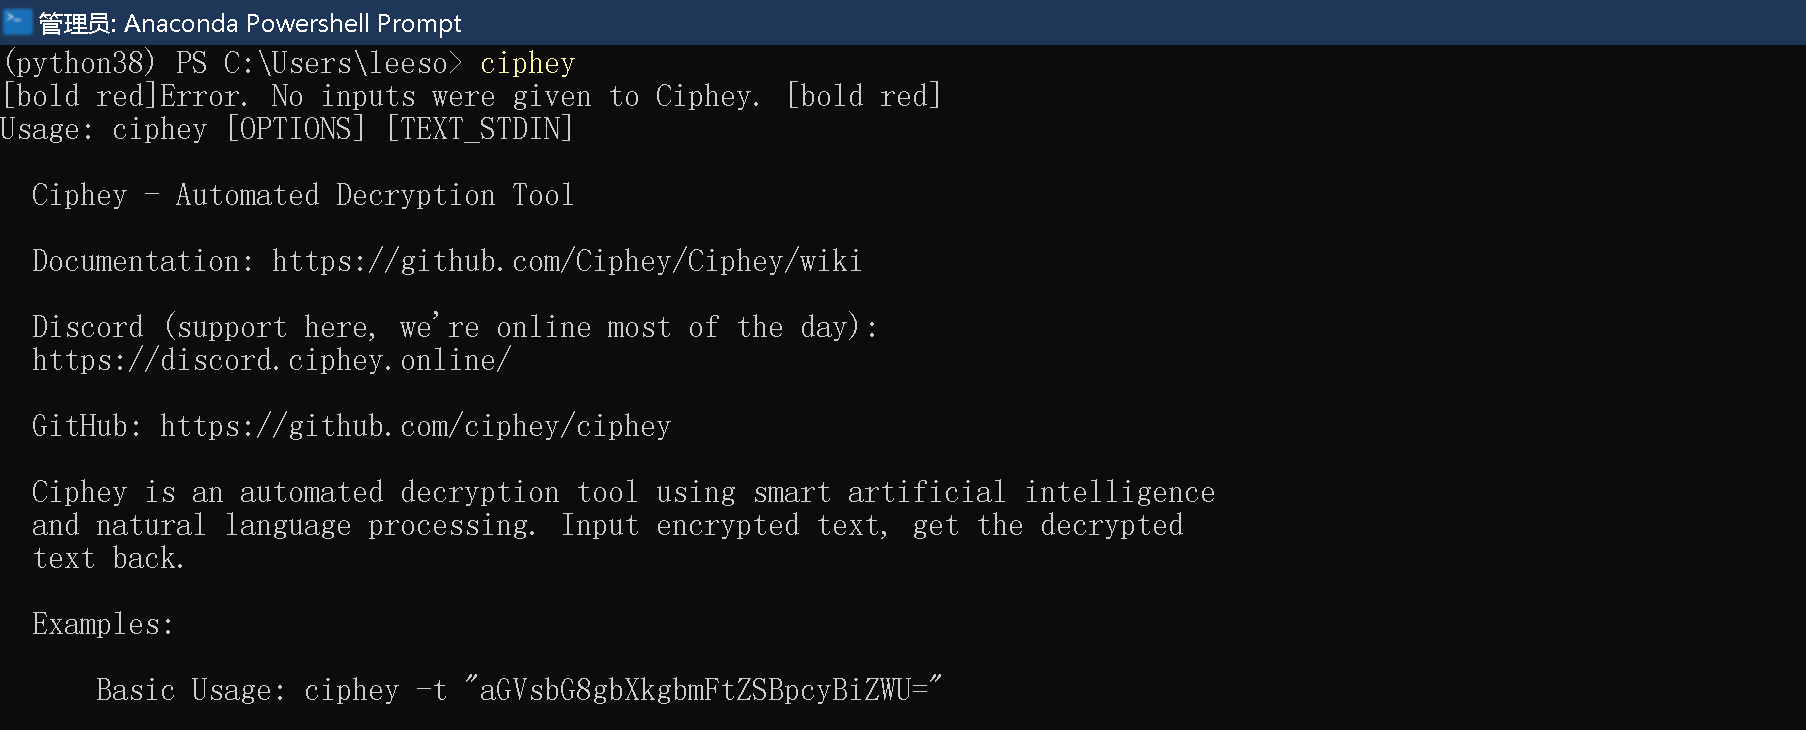 管理员: Anaconda Powershell Prompt
(python38) PS C:\Users\leeso> ciphey
[bold red]Error. No inputs were given to Ciphey. [bold red]
Usage: ciphey [OPTIONS] [TEXT_STDIN]
Ciphey - Automated Decryption Tool
Documentation: https://github.com/Ciphey/Ciphey/wiki
Discord (support here, we're online most of the day):
https://discord.ciphey.online/
GitHub: https://github.com/ciphey/ciphey
Ciphey is an automated decryption tool using smart artificial intelligence
and natural language processing. Input encrypted text, get the decrypted
text back.
Examples:
Basic Usage: ciphey -t "aGVsbG8gbXkgbmFtZSBpcyBiZWU="